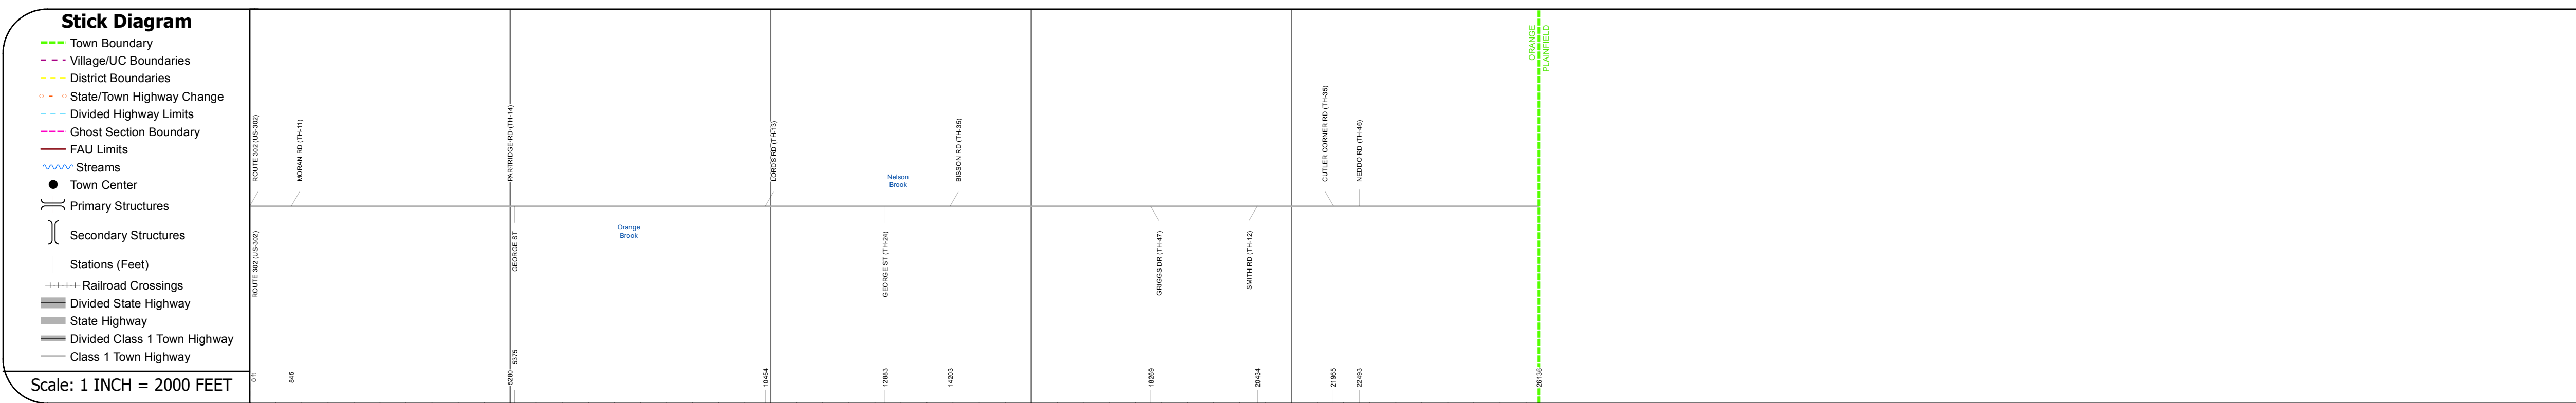 Stick Diagram
Town Boundary
Village/UC Boundaries
District Boundaries
State/Town Highway Change
Divided Highway Limits
Ghost Section Boundary
FAU Limits
Streams
Town Center
Primary Structures
Secondary Structures
Stations (Feet)
Railroad Crossings
Divided State Highway
State Highway
Divided Class 1 Town Highway
Class 1 Town Highway
Scale: 1 INCH = 2000 FEET
ROUTE 302 (US-302)
MORAN RD (TH-11)
PARTRIDGE RD (TH-14)
LORDS RD (TH-13)
Nelson
Brook
BISSON RD (TH-35)
CUTLER CORNER RD (TH-35)
NEDDO RD (TH-46)
ORANGE
PLAINFIELD
ROUTE 302 (US-302)
GEORGE ST
Orange
Brook
GEORGE ST (TH-24)
GRIGGS DR (TH-47)
SMITH RD (TH-12)
0 ft
845
5280
5375
10454
12883
14203
18269
20434
21965
22493
26136